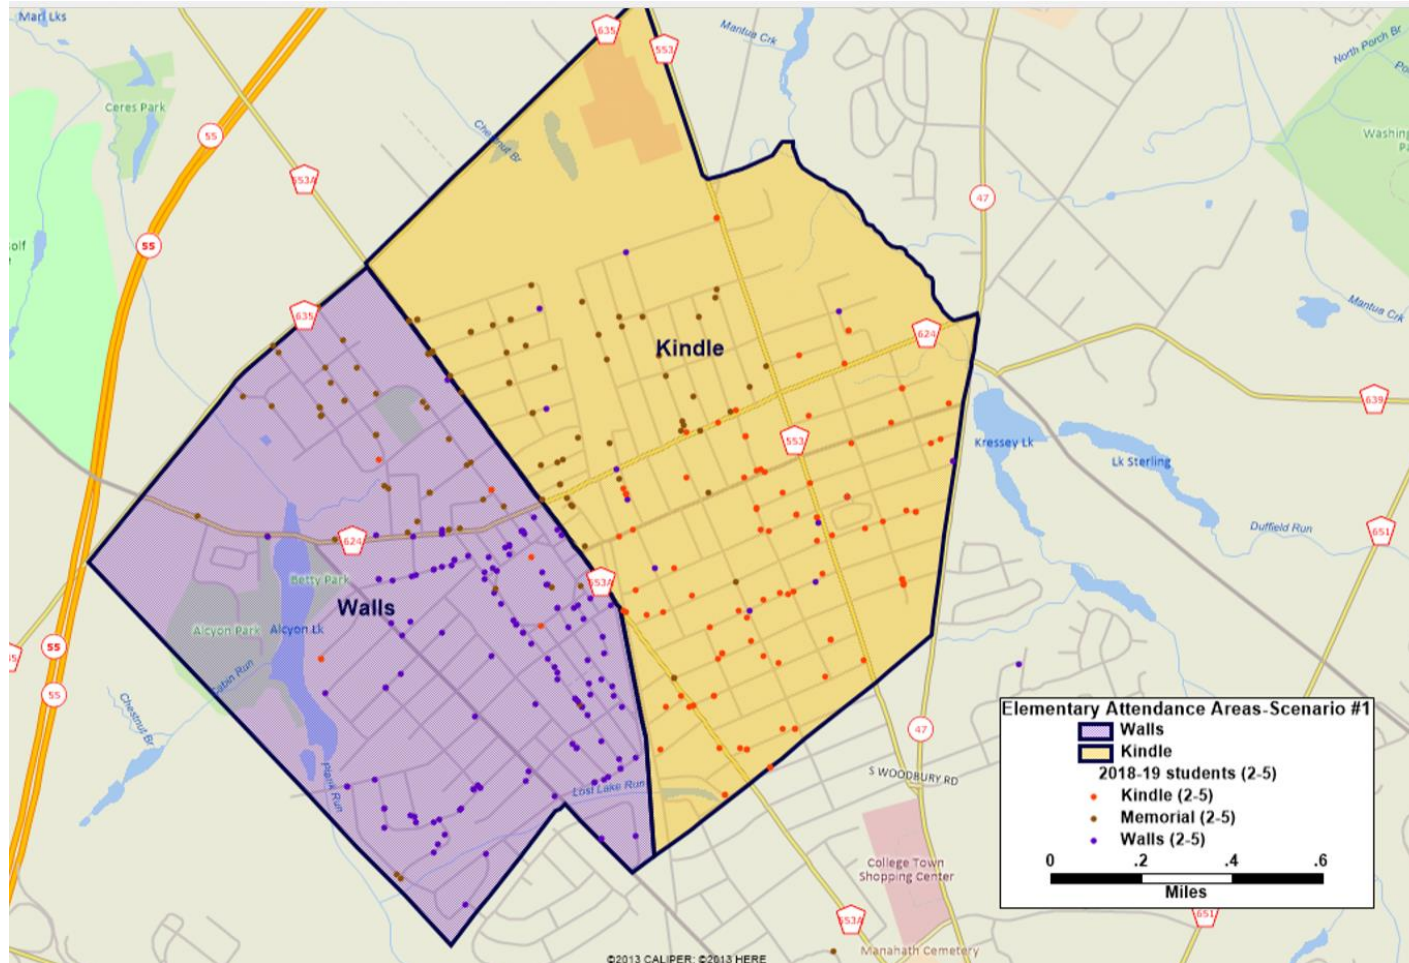 Marl Lks
635
553
Mantua Crk
North Porch Br
Ceres Park
55
Chestnut Br
553A
47
55
635
Kindle
624
Mantua Crk
639
553
Kressey Lk
Lk Sterling
624
Duffield Run
651
Betty Park
553A
Walls
Alcyon Park
Alcyon Lk
55
55
Cabin Run
Chestnut Br
Plank Run
Lost Lake Run
47
S WOODBURY RD
Elementary Attendance Areas-Scenario #1
Walls
Kindle
2018-19 students (2-5)
Kindle (2-5)
Memorial (2-5)
Walls (2-5)
0 .2 .4 .6
Miles
College Town
Shopping Center
553A
651
Manahath Cemetery
©2013 CALIPER; ©2013 HERE